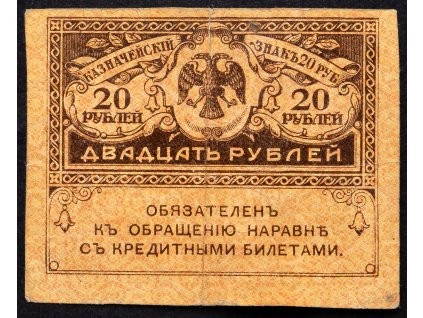 КАЗНАЧЕЙСКІЙ ЗНАКЪ 20 РУБ.
20 РУБЛЕЙ
20 РУБЛЕЙ
ДВАДЦАТЬ РУБЛЕЙ
ОБЯЗАТЕЛЕНЪ
КЪ ОБРАЩЕНІЮ НАРАВНѢ
СЪ КРЕДИТНЫМИ БИЛЕТАМИ.